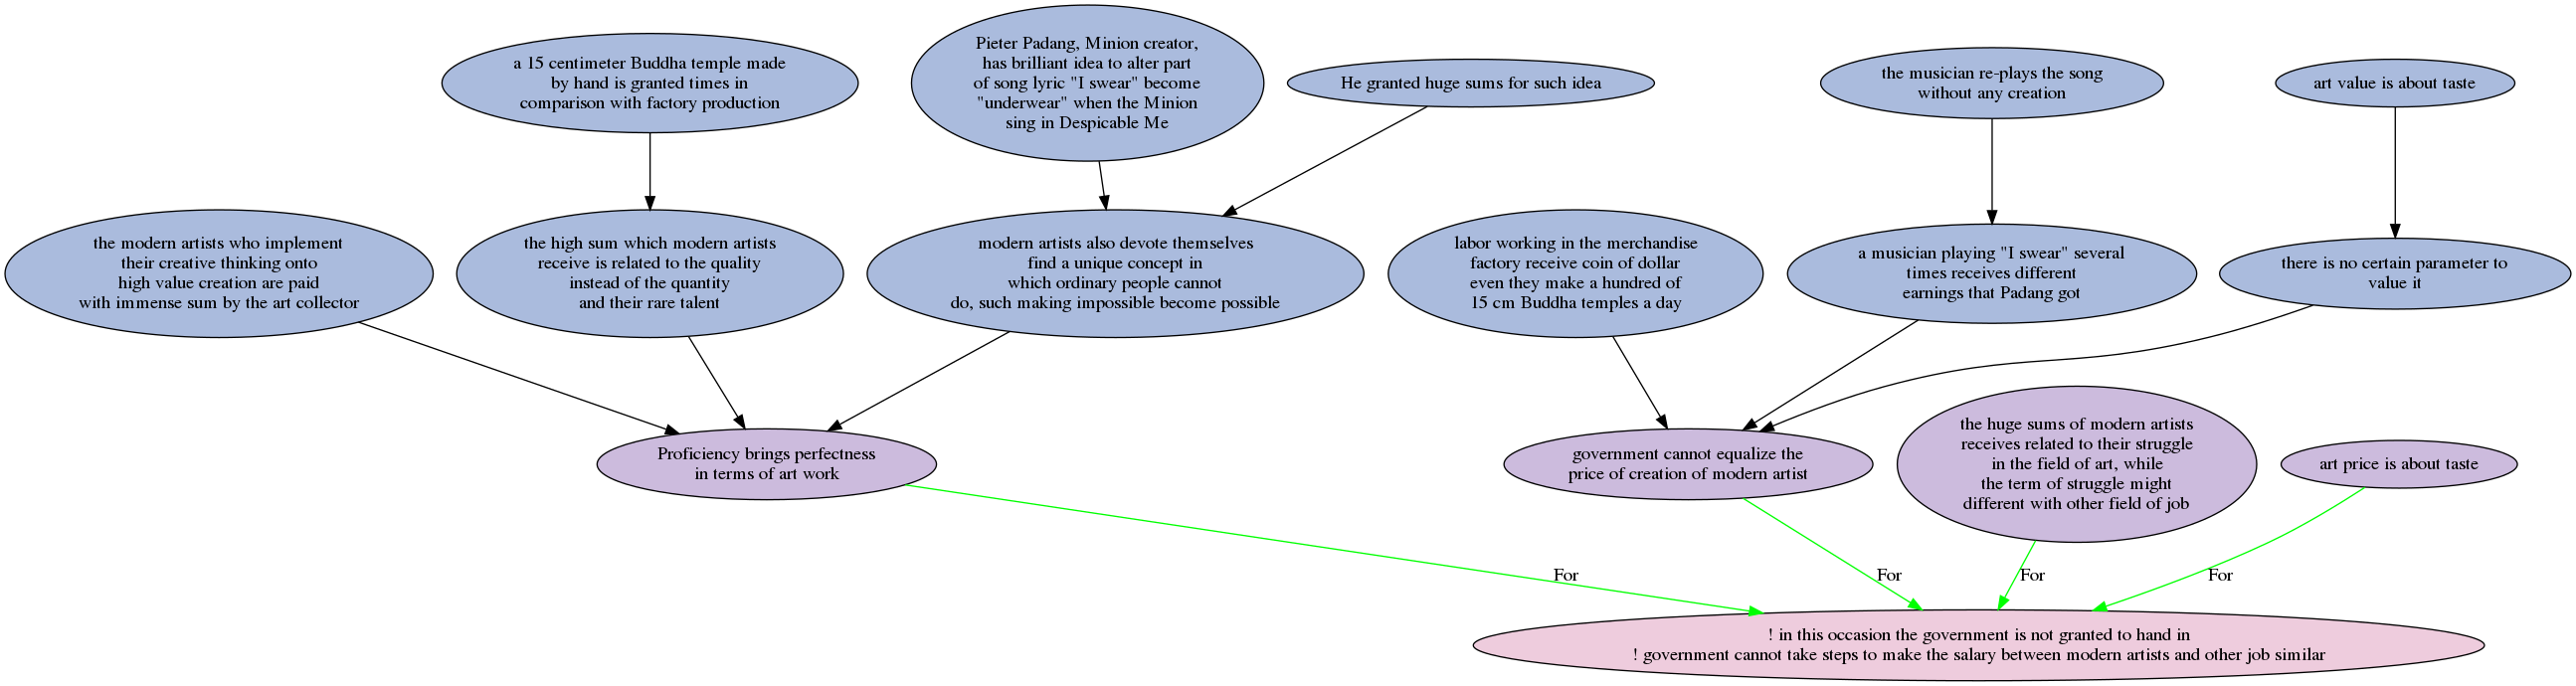 Pieter Padang, Minion creator,
has brilliant idea to alter part
of song lyric "I swear" become
"underwear" when the Minion
sing in Despicable Me
a 15 centimeter Buddha temple made
by hand is granted times in
comparison with factory production
He granted huge sums for such idea
the musician re-plays the song
without any creation
art value is about taste
the modern artists who implement
their creative thinking onto
high value creation are paid
with immense sum by the art collector
the high sum which modern artists
receive is related to the quality
instead of the quantity
and their rare talent
modern artists also devote themselves
find a unique concept in
which ordinary people cannot
do, such making impossible become possible
labor working in the merchandise
factory receive coin of dollar
even they make a hundred of
15 cm Buddha temples a day
a musician playing "I swear" several
times receives different
earnings that Padang got
there is no certain parameter to
value it
Proficiency brings perfectness
in terms of art work
government cannot equalize the
price of creation of modern artist
the huge sums of modern artists
receives related to their struggle
in the field of art, while
the term of struggle might
different with other field of job
art price is about taste
For
For
For
For
! in this occasion the government is not granted to hand in
! government cannot take steps to make the salary between modern artists and other job similar